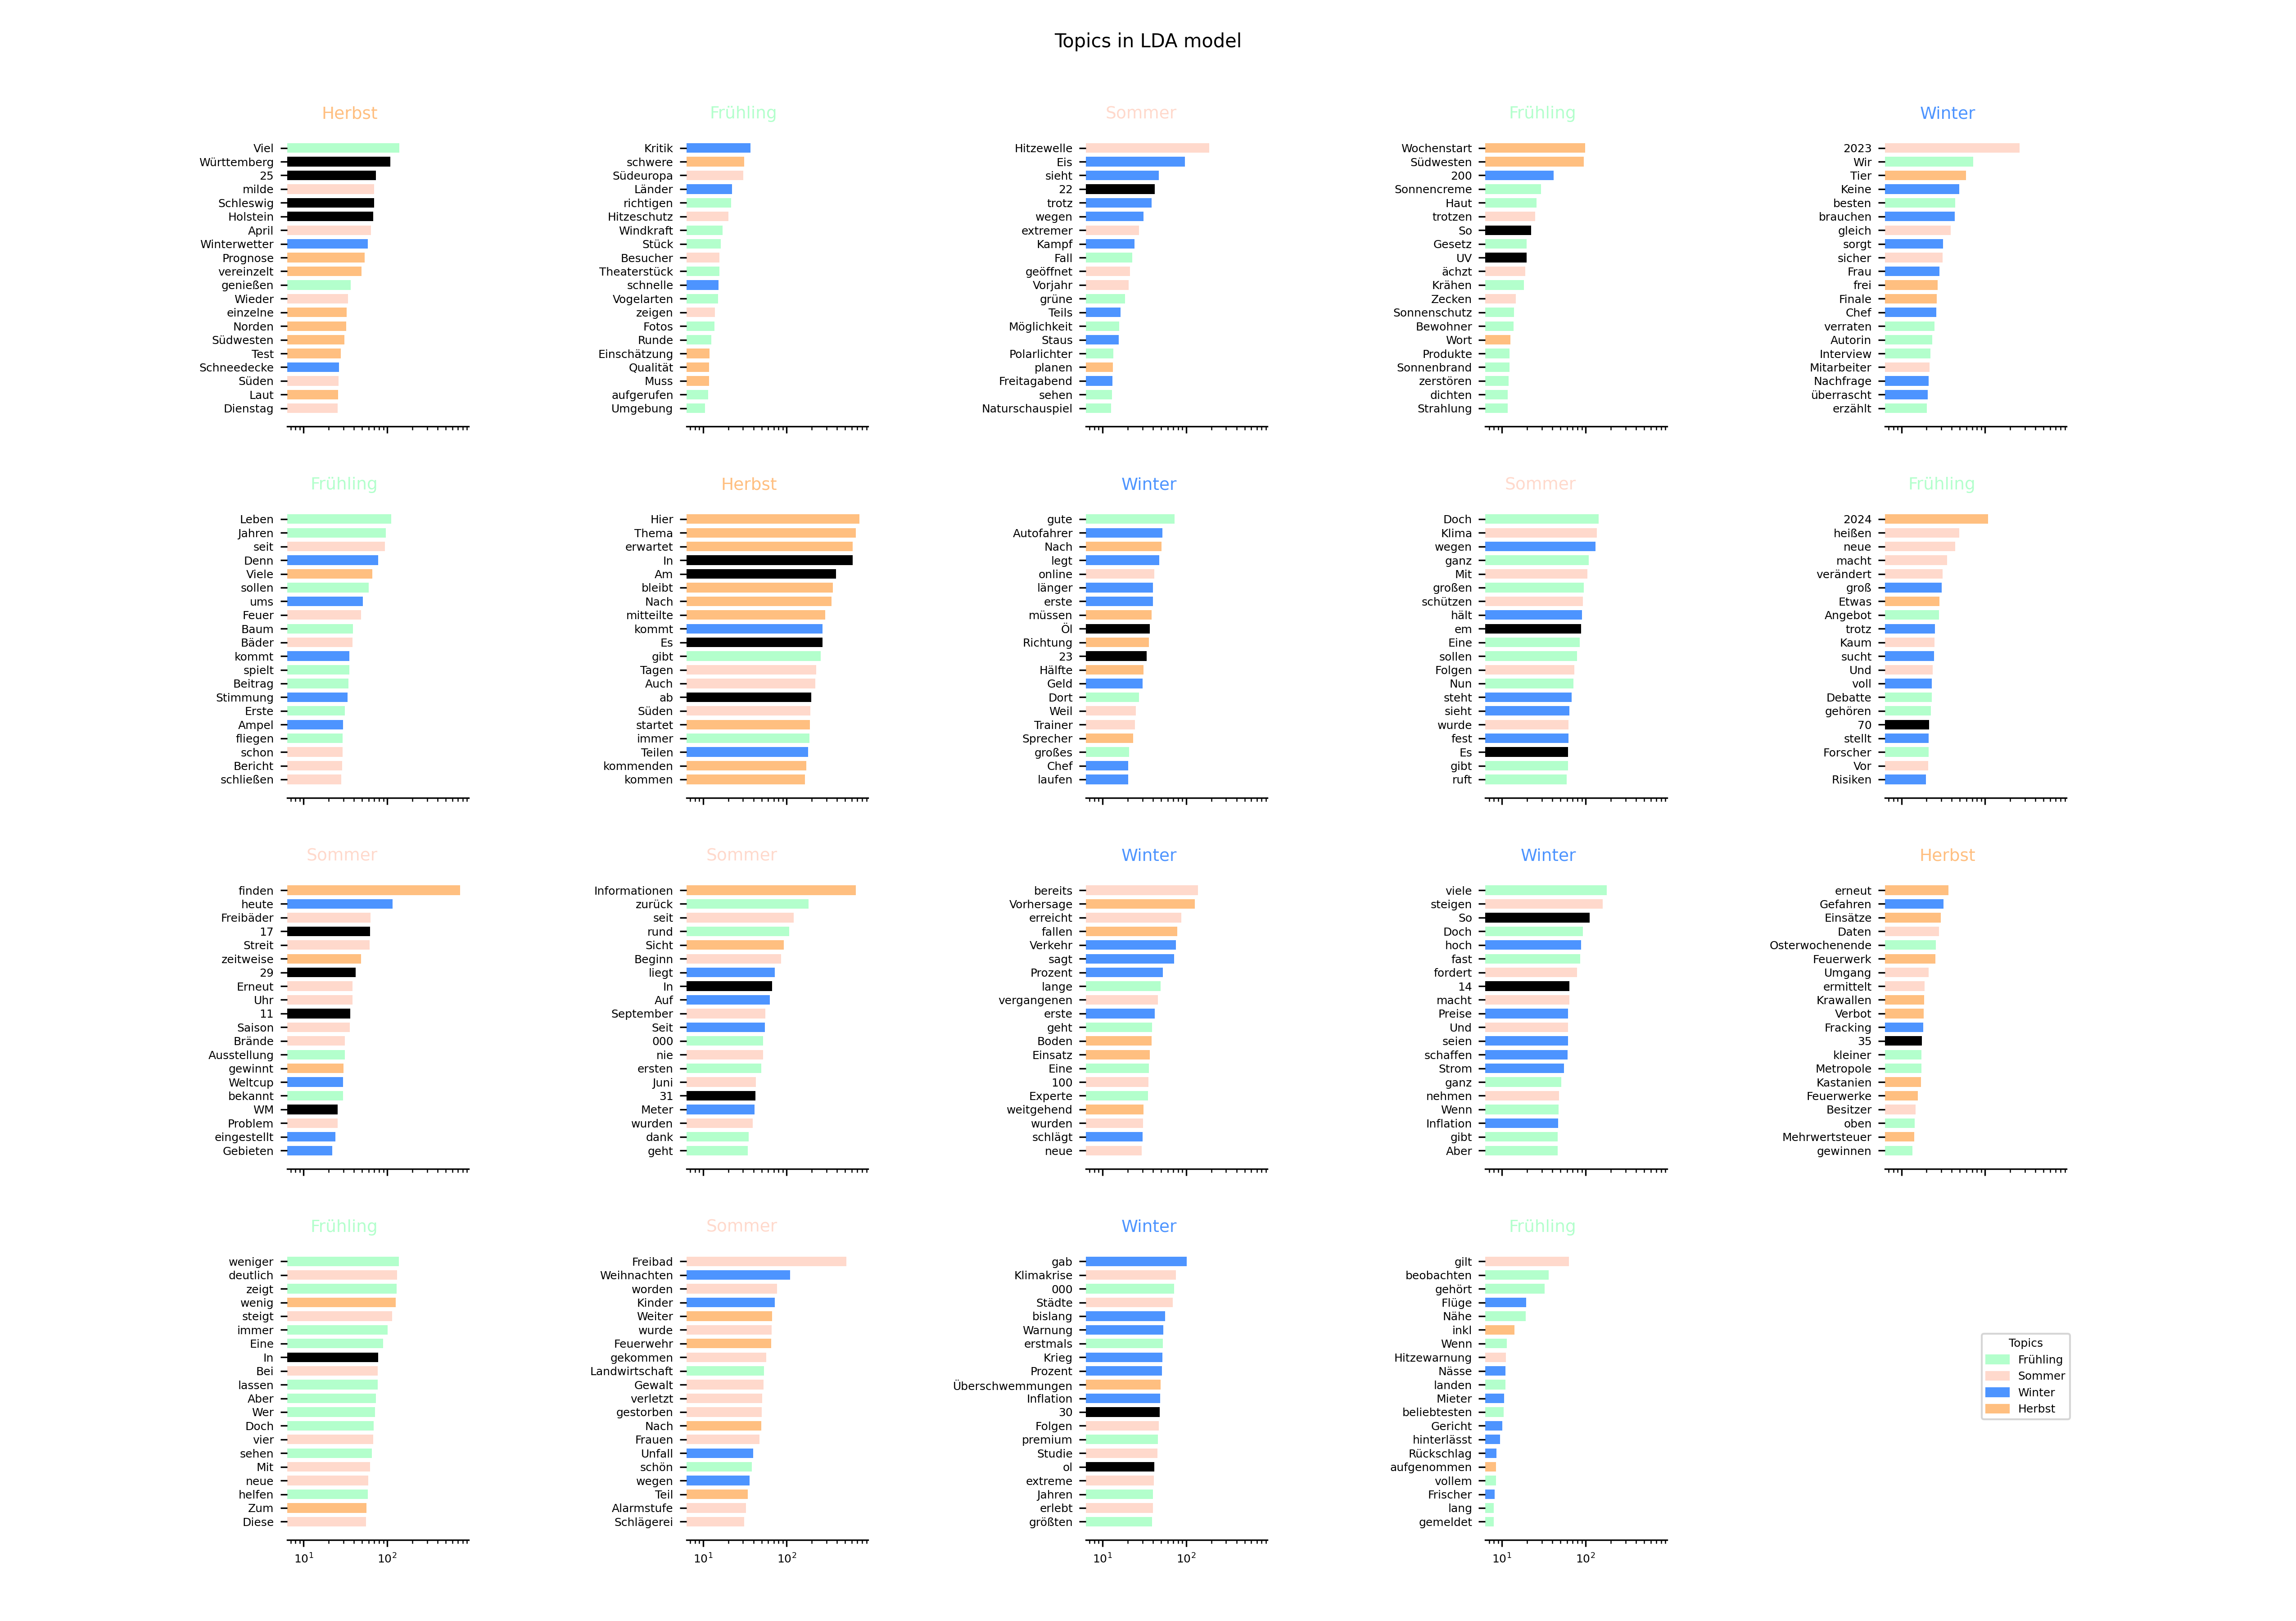 Topics in LDA model
Herbst
Viel
Württemberg
25
milde
Schleswig
Holstein
April
Winterwetter
Prognose
vereinzelt
genießen
Wieder
einzelne
Norden
Südwesten
Test
Schneedecke
Süden
Laut
Dienstag
Frühling
Kritik
schwere
Südeuropa
Länder
richtigen
Hitzeschutz
Windkraft
Stück
Besucher
Theaterstück
schnelle
Vogelarten
zeigen
Fotos
Runde
Einschätzung
Qualität
Muss
aufgerufen
Umgebung
Sommer
Hitzewelle
Eis
sieht
22
trotz
wegen
extremer
Kampf
Fall
geöffnet
Vorjahr
grüne
Teils
Möglichkeit
Staus
Polarlichter
planen
Freitagabend
sehen
Naturschauspiel
Frühling
Wochenstart
Südwesten
200
Sonnencreme
Haut
trotzen
So
Gesetz
UV
ächzt
Krähen
Zecken
Sonnenschutz
Bewohner
Wort
Produkte
Sonnenbrand
zerstören
dichten
Strahlung
Winter
2023
Wir
Tier
Keine
besten
brauchen
gleich
sorgt
sicher
Frau
frei
Finale
Chef
verraten
Autorin
Interview
Mitarbeiter
Nachfrage
überrascht
erzählt
Frühling
Leben
Jahren
seit
Denn
Viele
sollen
ums
Feuer
Baum
Bäder
kommt
spielt
Beitrag
Stimmung
Erste
Ampel
fliegen
schon
Bericht
schließen
Herbst
Hier
Thema
erwartet
In
Am
bleibt
Nach
mitteilte
kommt
Es
gibt
Tagen
Auch
ab
Süden
startet
immer
Teilen
kommenden
kommen
Winter
gute
Autofahrer
Nach
legt
online
länger
erste
müssen
Öl
Richtung
23
Hälfte
Geld
Dort
Weil
Trainer
Sprecher
großes
Chef
laufen
Sommer
Doch
Klima
wegen
ganz
Mit
großen
schützen
hält
em
Eine
sollen
Folgen
Nun
steht
sieht
wurde
fest
Es
gibt
ruft
Frühling
2024
heißen
neue
macht
verändert
groß
Etwas
Angebot
trotz
Kaum
sucht
Und
voll
Debatte
gehören
70
stellt
Forscher
Vor
Risiken
Sommer
finden
heute
Freibäder
17
Streit
zeitweise
29
Erneut
Uhr
11
Saison
Brände
Ausstellung
gewinnt
Weltcup
bekannt
WM
Problem
eingestellt
Gebieten
Sommer
Informationen
zurück
seit
rund
Sicht
Beginn
liegt
In
Auf
September
Seit
000
nie
ersten
Juni
31
Meter
wurden
dank
geht
Winter
bereits
Vorhersage
erreicht
fallen
Verkehr
sagt
Prozent
lange
vergangenen
erste
geht
Boden
Einsatz
Eine
100
Experte
weitgehend
wurden
schlägt
neue
Winter
viele
steigen
So
Doch
hoch
fast
fordert
14
macht
Preise
Und
seien
schaffen
Strom
ganz
nehmen
Wenn
Inflation
gibt
Aber
Herbst
erneut
Gefahren
Einsätze
Daten
Osterwochenende
Feuerwerk
Umgang
ermittelt
Krawallen
Verbot
Fracking
35
kleiner
Metropole
Kastanien
Feuerwerke
Besitzer
oben
Mehrwertsteuer
gewinnen
Frühling
weniger
deutlich
zeigt
wenig
steigt
immer
Eine
In
Bei
lassen
Aber
Wer
Doch
vier
sehen
Mit
neue
helfen
Zum
Diese
10¹ 10²
Sommer
Freibad
Weihnachten
worden
Kinder
Weiter
wurde
Feuerwehr
gekommen
Landwirtschaft
Gewalt
verletzt
gestorben
Nach
Frauen
Unfall
schön
wegen
Teil
Alarmstufe
Schlägerei
10¹ 10²
Winter
gab
Klimakrise
000
Städte
bislang
Warnung
erstmals
Krieg
Prozent
Überschwemmungen
Inflation
30
Folgen
premium
Studie
ol
extreme
Jahren
erlebt
größten
10¹ 10²
Frühling
gilt
beobachten
gehört
Flüge
Nähe
inkl
Wenn
Hitzewarnung
Nässe
landen
Mieter
beliebtesten
Gericht
hinterlässt
Rückschlag
aufgenommen
vollem
Frischer
lang
gemeldet
10¹ 10²
Topics
Frühling
Sommer
Winter
Herbst